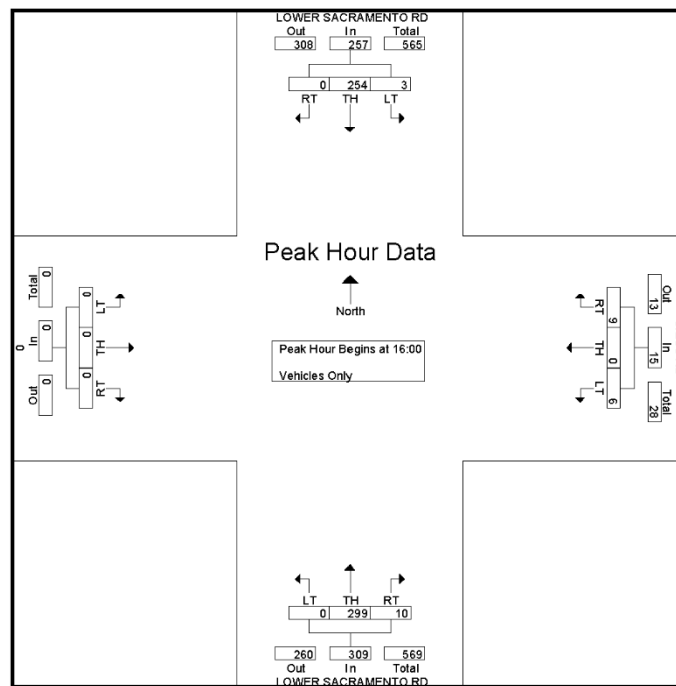 LOWER SACRAMENTO RD
Out In Total
308 257 565
0 254 3
RT TH LT
Peak Hour Data
North
Peak Hour Begins at 16:00
Vehicles Only
Total In Out
0 0 0
0
0 0 0
LT TH RT
RT TH LT
9 0 6
13 15 28
Out In Total
LT TH RT
0 299 10
260 309 569
Out In Total
LOWER SACRAMENTO RD